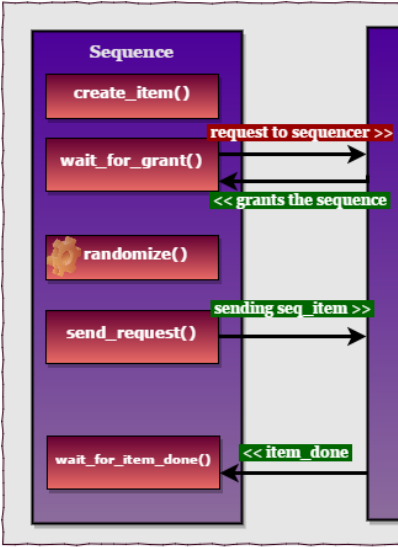 Sequence
create_item()
request to sequencer >>
wait_for_grant()
<< grants the sequence
randomize()
sending seq_item >>
send_request()
<< item_done
wait_for_item_done()